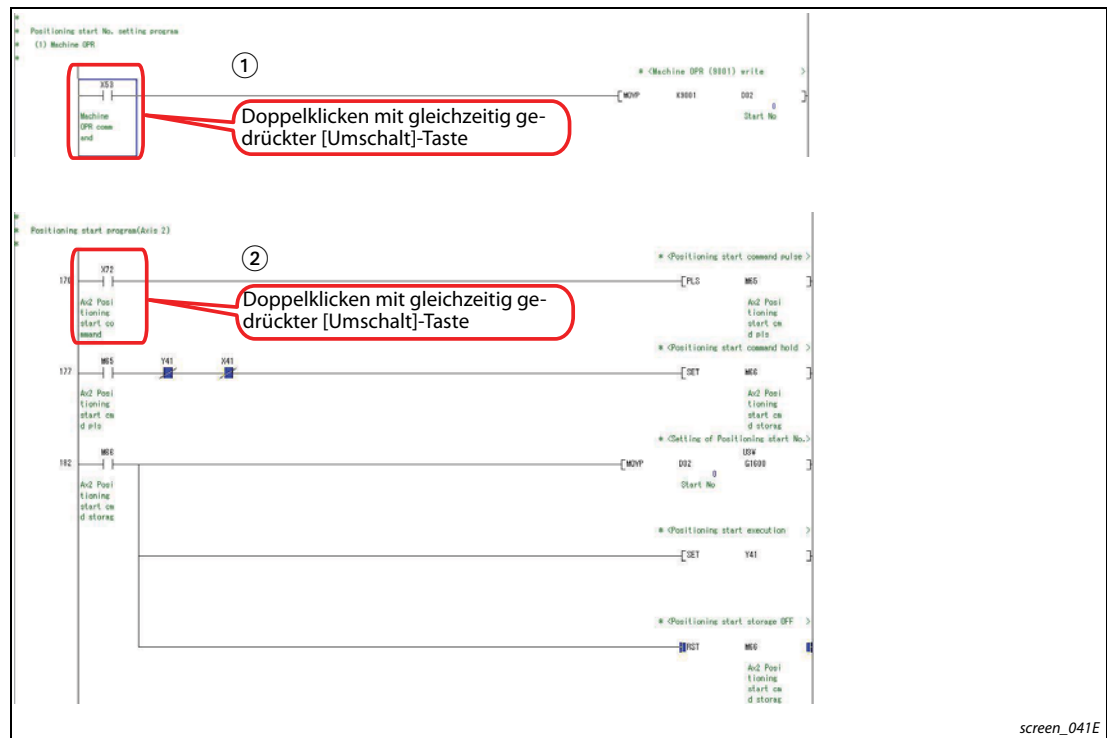 *
* Positioning start No. setting program
* (1) Machine OPR
*
1
* <Machine OPR (9001) write >
X53
MOVP K9001 D02
0
Machine
OPR comm
and
Start No
Doppelklicken mit gleichzeitig ge-
drückter [Umschalt]-Taste
*
* Positioning start program(Axis 2)
*
2
* <Positioning start command pulse >
X72
170
PLS M65
Ax2 Posi
tioning
start co
mmand
Ax2 Posi
tioning
start cm
d pls
Doppelklicken mit gleichzeitig ge-
drückter [Umschalt]-Taste
* <Positioning start command hold >
M65 Y41 X41
177
SET M66
Ax2 Posi
tioning
start cm
d pls
Ax2 Posi
tioning
start cm
d storag
* <Setting of Positioning start No.>
M66
182
U8¥
MOVP D02 G1600
0
Start No
Ax2 Posi
tioning
start cm
d storag
* <Positioning start execution >
SET Y41
* <Positioning start storage OFF >
RST M66
Ax2 Posi
tioning
start cm
d storag
screen_041E